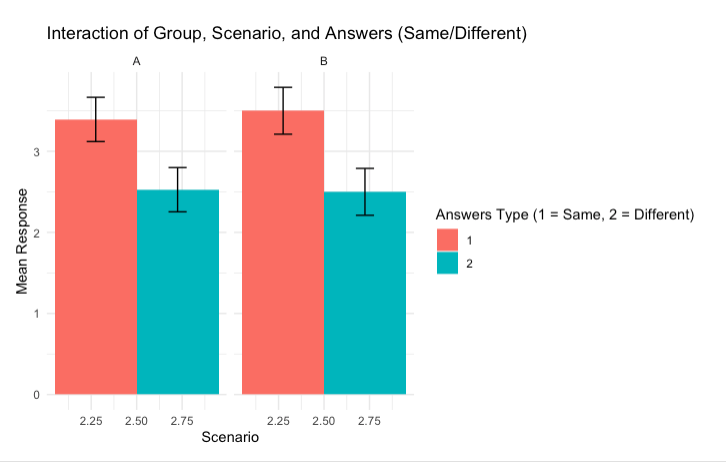 Interaction of Group, Scenario, and Answers (Same/Different)
A
B
Mean Response
3
2
1
0
2.25 2.50 2.75
2.25 2.50 2.75
Scenario
Answers Type (1 = Same, 2 = Different)
1
2